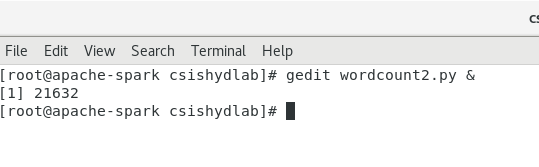 cs
File Edit View Search Terminal Help
[root@apache-spark csishydlab]# gedit wordcount2.py &
[1] 21632
[root@apache-spark csishydlab]#